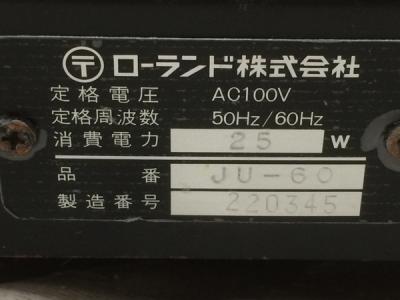 〒 ローランド株式会社
定格電圧 AC100V
定格周波数 50Hz/60Hz
消費電力 25 W
品番 JU-60
製造番号 220345